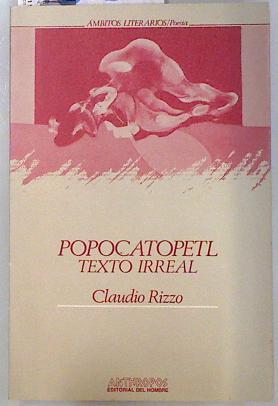 AMBITOS LITERARIOS/Poesía
POPOCATOPETL
TEXTO IRREAL
Claudio Rizzo
ANTHROPOS
EDITORIAL DEL HOMBRE